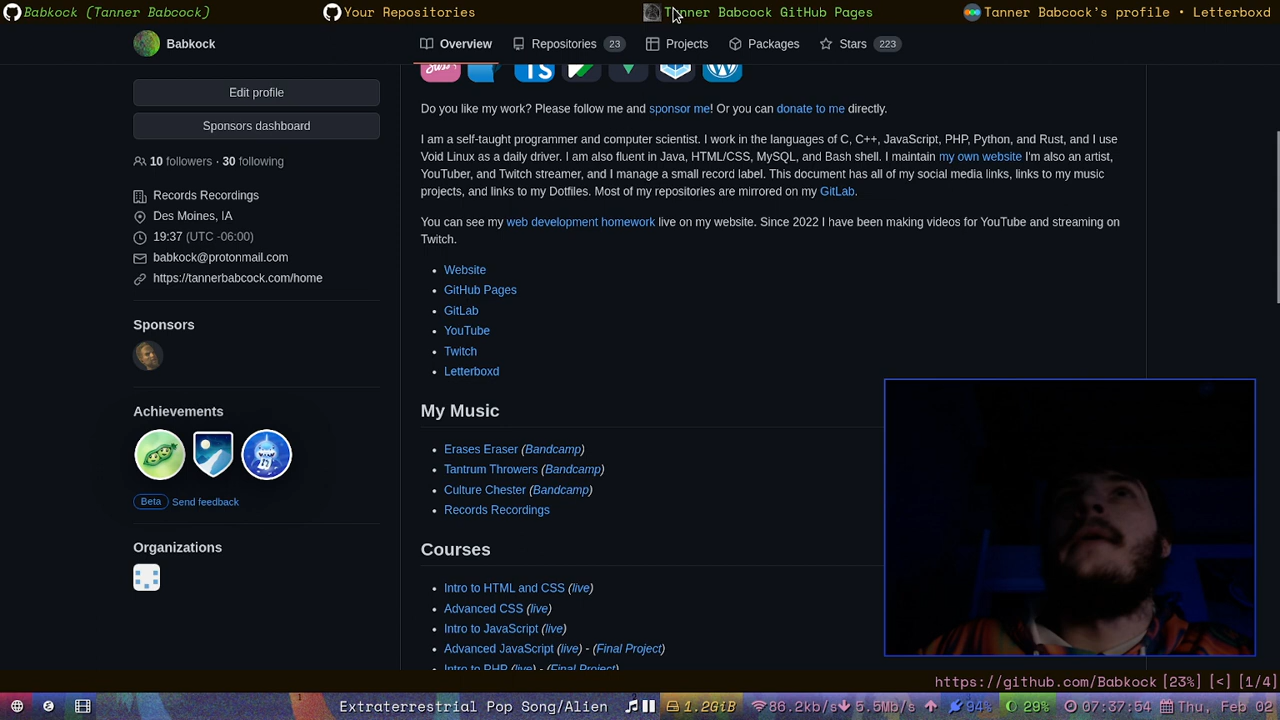 Babkock (Tanner Babcock)
Your Repositories
Tanner Babcock GitHub Pages
Tanner Babcock's profile • Letterboxd
Babkock
Overview
Repositories 23
Projects
Packages
Stars 223
Edit profile
Sponsors dashboard
10 followers · 30 following
Records Recordings
Des Moines, IA
19:37 (UTC -06:00)
babkock@protonmail.com
https://tannerbabcock.com/home
Sponsors
Achievements
Beta Send feedback
Organizations
TS
Do you like my work? Please follow me and sponsor me! Or you can donate to me directly.
I am a self-taught programmer and computer scientist. I work in the languages of C, C++, JavaScript, PHP, Python, and Rust, and I use
Void Linux as a daily driver. I am also fluent in Java, HTML/CSS, MySQL, and Bash shell. I maintain my own website I'm also an artist,
YouTuber, and Twitch streamer, and I manage a small record label. This document has all of my social media links, links to my music
projects, and links to my Dotfiles. Most of my repositories are mirrored on my GitLab.
You can see my web development homework live on my website. Since 2022 I have been making videos for YouTube and streaming on
Twitch.
• Website
• GitHub Pages
• GitLab
• YouTube
• Twitch
• Letterboxd
My Music
• Erases Eraser (Bandcamp)
• Tantrum Throwers (Bandcamp)
• Culture Chester (Bandcamp)
• Records Recordings
Courses
• Intro to HTML and CSS (live)
• Advanced CSS (live)
• Intro to JavaScript (live)
• Advanced JavaScript (live) - (Final Project)
• Intro to PHP (live) - (Final Project)
https://github.com/Babkock [23%] [<] [1/4]
1
Extraterrestrial Pop Song/Alien
1.2GiB
86.2kb/s
5.5Mb/s
94%
29%
07:37:54
Thu, Feb 02